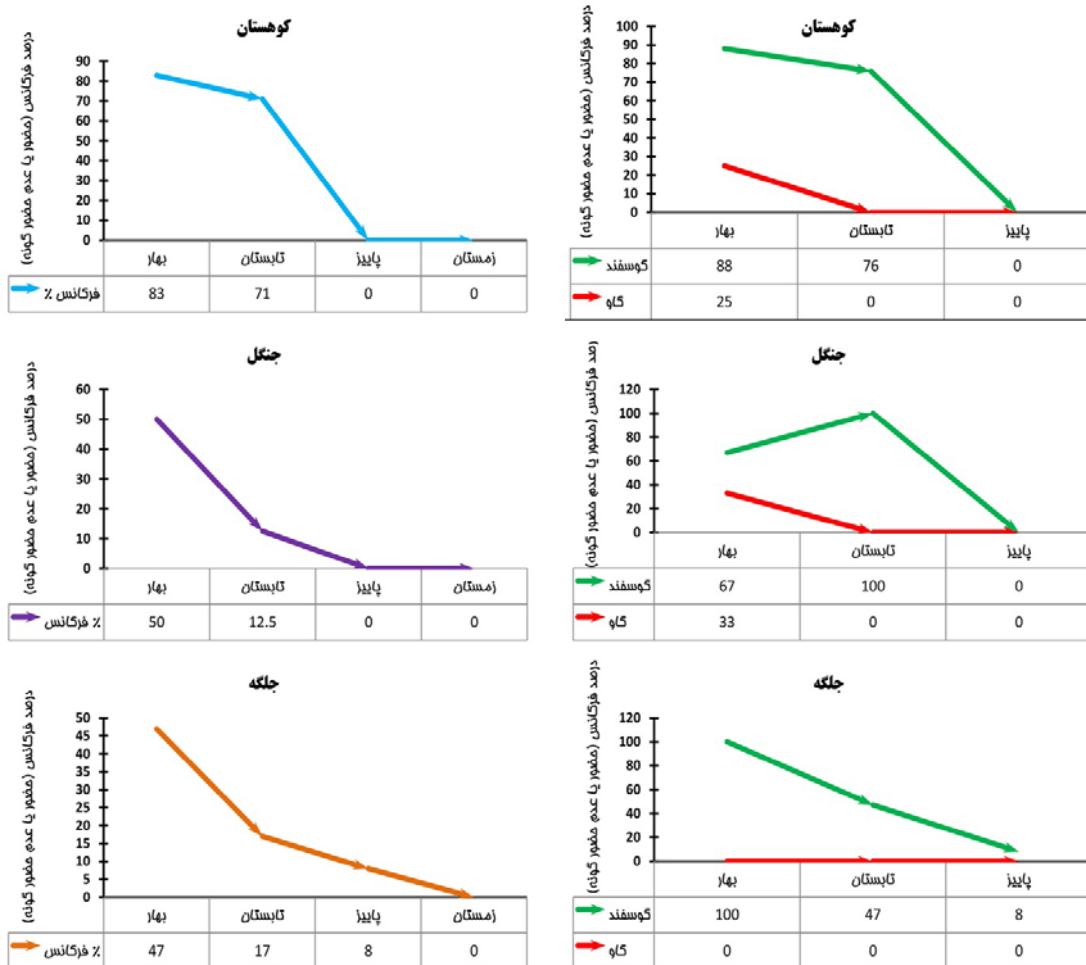 کوهستان
درصد فرکانس (حضور یا عدم حضور گونه)
90
80
70
60
50
40
30
20
10
0
بهار تابستان پاییز زمستان
فرکانس % 83 71 0 0
کوهستان
درصد فرکانس (حضور یا عدم حضور گونه)
100
90
80
70
60
50
40
30
20
10
0
بهار تابستان پاییز
گوسفند 88 76 0
گاو 25 0 0
جنگل
درصد فرکانس (حضور یا عدم حضور گونه)
60
50
40
30
20
10
0
بهار تابستان پاییز زمستان
% فرکانس 50 12.5 0 0
جنگل
درصد فرکانس (حضور یا عدم حضور گونه)
120
100
80
60
40
20
0
بهار تابستان پاییز
گوسفند 67 100 0
گاو 33 0 0
جلگه
درصد فرکانس (حضور یا عدم حضور گونه)
50
45
40
35
30
25
20
15
10
5
0
بهار تابستان پاییز زمستان
% فرکانس 47 17 8 0
جلگه
درصد فرکانس (حضور یا عدم حضور گونه)
120
100
80
60
40
20
0
بهار تابستان پاییز
گوسفند 100 47 8
گاو 0 0 0